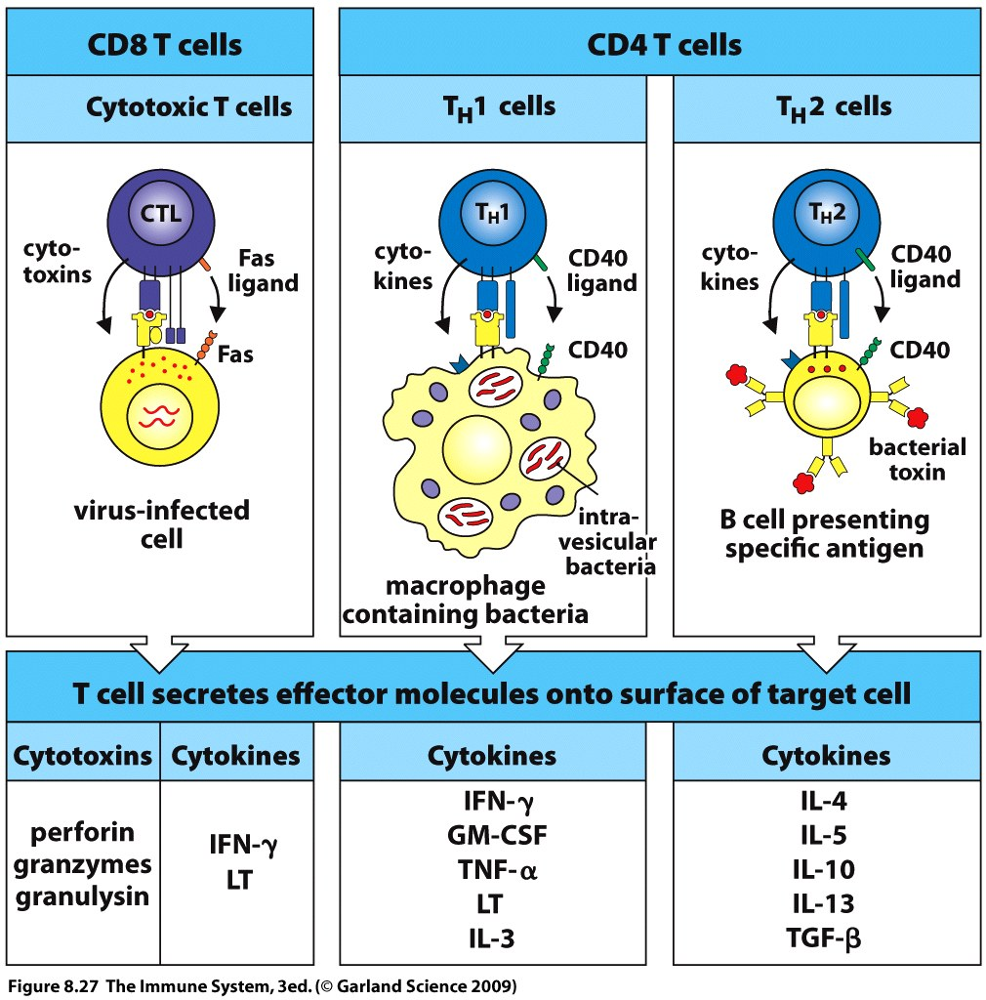 CD8 T cells
CD4 T cells
Cytotoxic T cells
TH1 cells
TH2 cells
CTL
cyto-
toxins
Fas
ligand
Fas
virus-infected
cell
TH1
cyto-
kines
CD40
ligand
CD40
intra-
vesicular
bacteria
macrophage
containing bacteria
TH2
cyto-
kines
CD40
ligand
CD40
bacterial
toxin
B cell presenting
specific antigen
T cell secretes effector molecules onto surface of target cell
Cytotoxins
Cytokines
Cytokines
Cytokines
perforin
granzymes
granulysin
IFN-γ
LT
IFN-γ
GM-CSF
TNF-α
LT
IL-3
IL-4
IL-5
IL-10
IL-13
TGF-β
Figure 8.27 The Immune System, 3ed. (© Garland Science 2009)